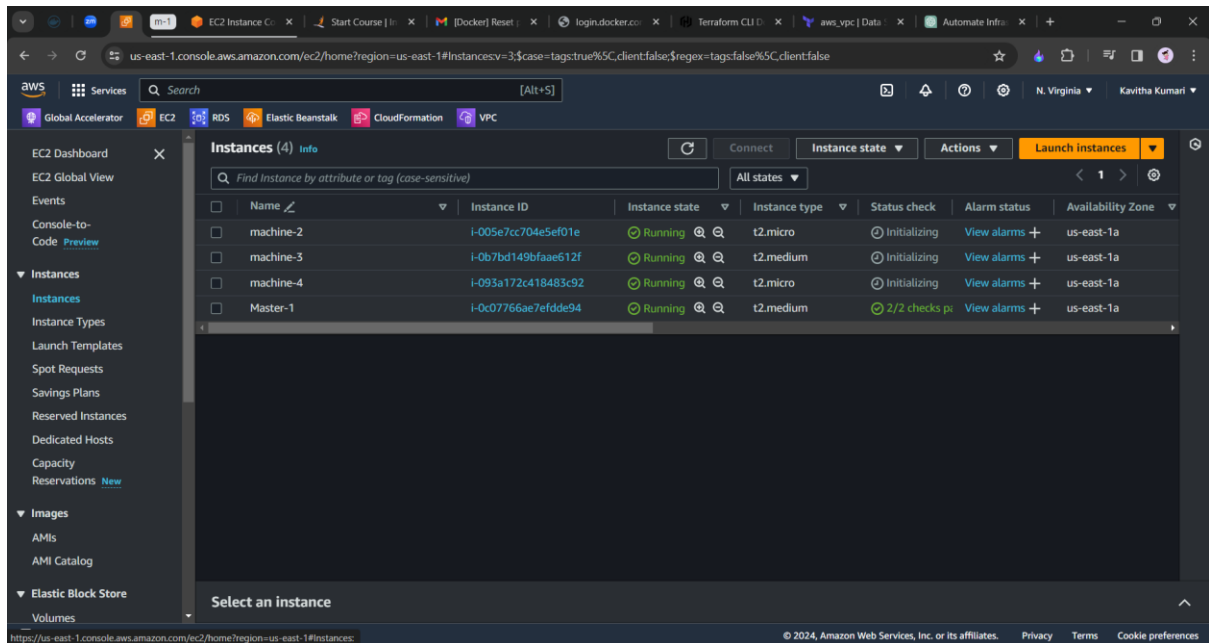 m-1
EC2 Instance Co
Start Course | In
[Docker] Reset
login.docker.co
Terraform CLI D
aws_vpc | Data
Automate Infra
us-east-1.console.aws.amazon.com/ec2/home?region=us-east-1#Instances:v=3;$case=tags:true%5C,client:false;$regex=tags:false%5C,client:false
aws
Services
Search
[Alt+S]
N. Virginia
Kavitha Kumari
Global Accelerator
EC2
RDS
Elastic Beanstalk
CloudFormation
VPC
EC2 Dashboard
EC2 Global View
Events
Console-to-
Code Preview
Instances
Instances
Instance Types
Launch Templates
Spot Requests
Savings Plans
Reserved Instances
Dedicated Hosts
Capacity
Reservations New
Images
AMIs
AMI Catalog
Elastic Block Store
Volumes
Instances (4) Info
Connect
Instance state
Actions
Launch instances
Find Instance by attribute or tag (case-sensitive)
All states
1
Name Instance ID Instance state Instance type Status check Alarm status Availability Zone
machine-2 i-005e7cc704e5ef01e Running t2.micro Initializing View alarms + us-east-1a
machine-3 i-0b7bd149bfaae612f Running t2.medium Initializing View alarms + us-east-1a
machine-4 i-093a172c418483c92 Running t2.micro Initializing View alarms + us-east-1a
Master-1 i-0c07766ae7efdde94 Running t2.medium 2/2 checks pa View alarms + us-east-1a
Select an instance
https://us-east-1.console.aws.amazon.com/ec2/home?region=us-east-1#Instances:
© 2024, Amazon Web Services, Inc. or its affiliates.
Privacy
Terms
Cookie preferences